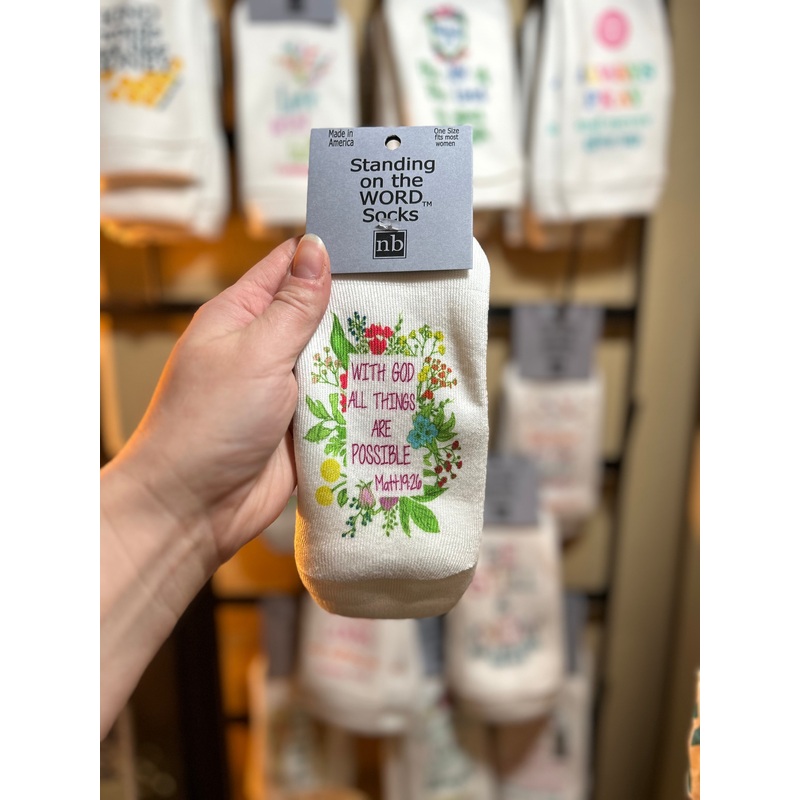 Made in
America
One Size
fits most
women
Standing
on the
WORD™
Socks
nb
WITH GOD
ALL THINGS
ARE
POSSIBLE
Matt 19:26